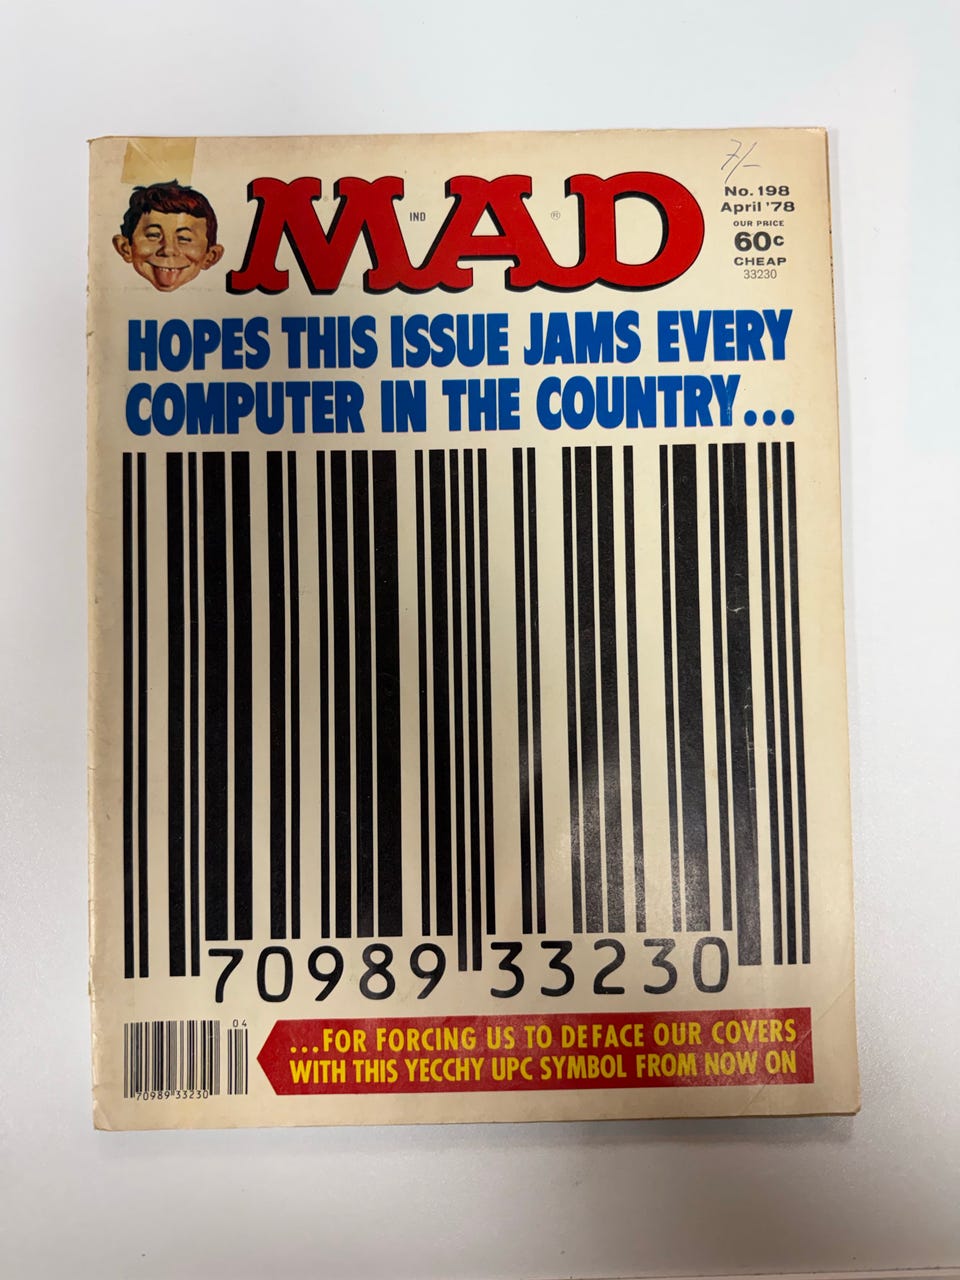 7/-
MAD
IND
®
No. 198
April '78
OUR PRICE
60c
CHEAP
33230
HOPES THIS ISSUE JAMS EVERY
COMPUTER IN THE COUNTRY...
70989 33230
04
70989 33230
...FOR FORCING US TO DEFACE OUR COVERS
WITH THIS YECCHY UPC SYMBOL FROM NOW ON